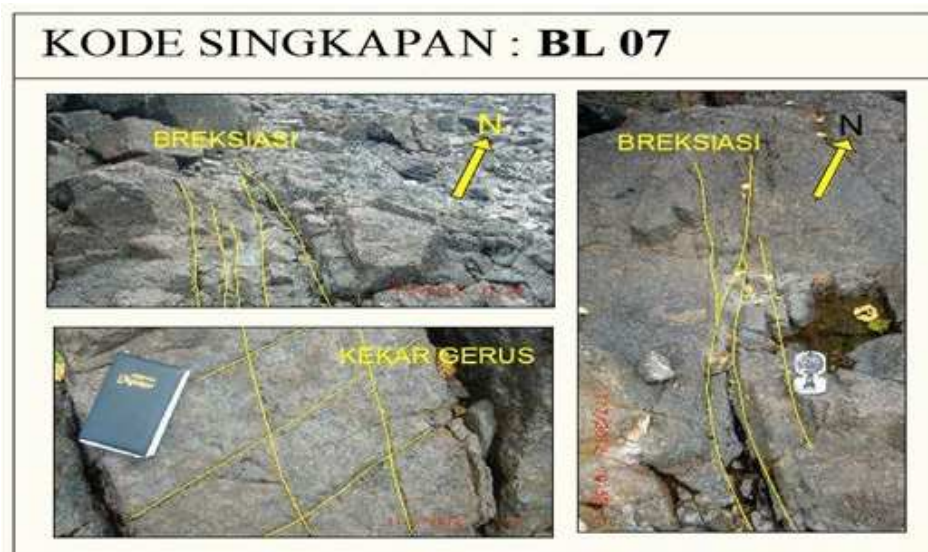 KODE SINGKAPAN : BL 07
BREKSIASI
N
BREKSIASI
N
KEKAR GERUS